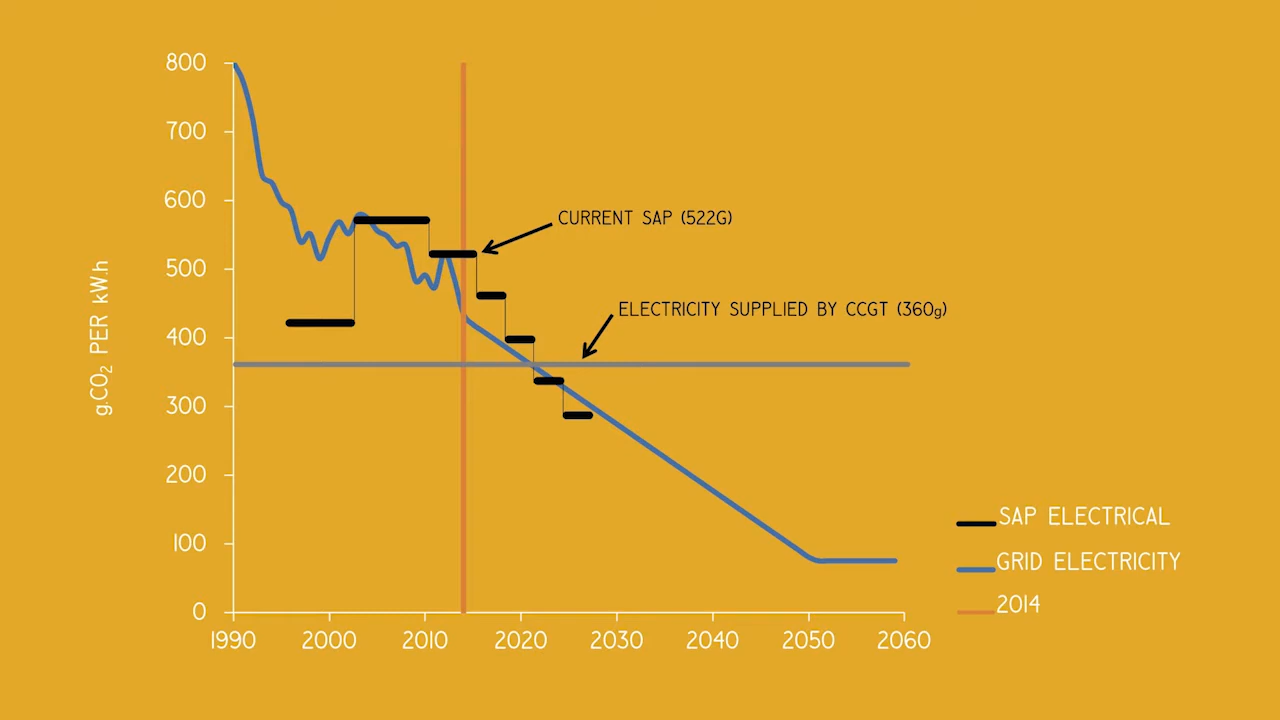 800
700
600
500
400
300
200
100
0
g.CO₂ PER kW.h
1990 2000 2010 2020 2030 2040 2050 2060
CURRENT SAP (522G)
ELECTRICITY SUPPLIED BY CCGT (360g)
SAP ELECTRICAL
GRID ELECTRICITY
2014